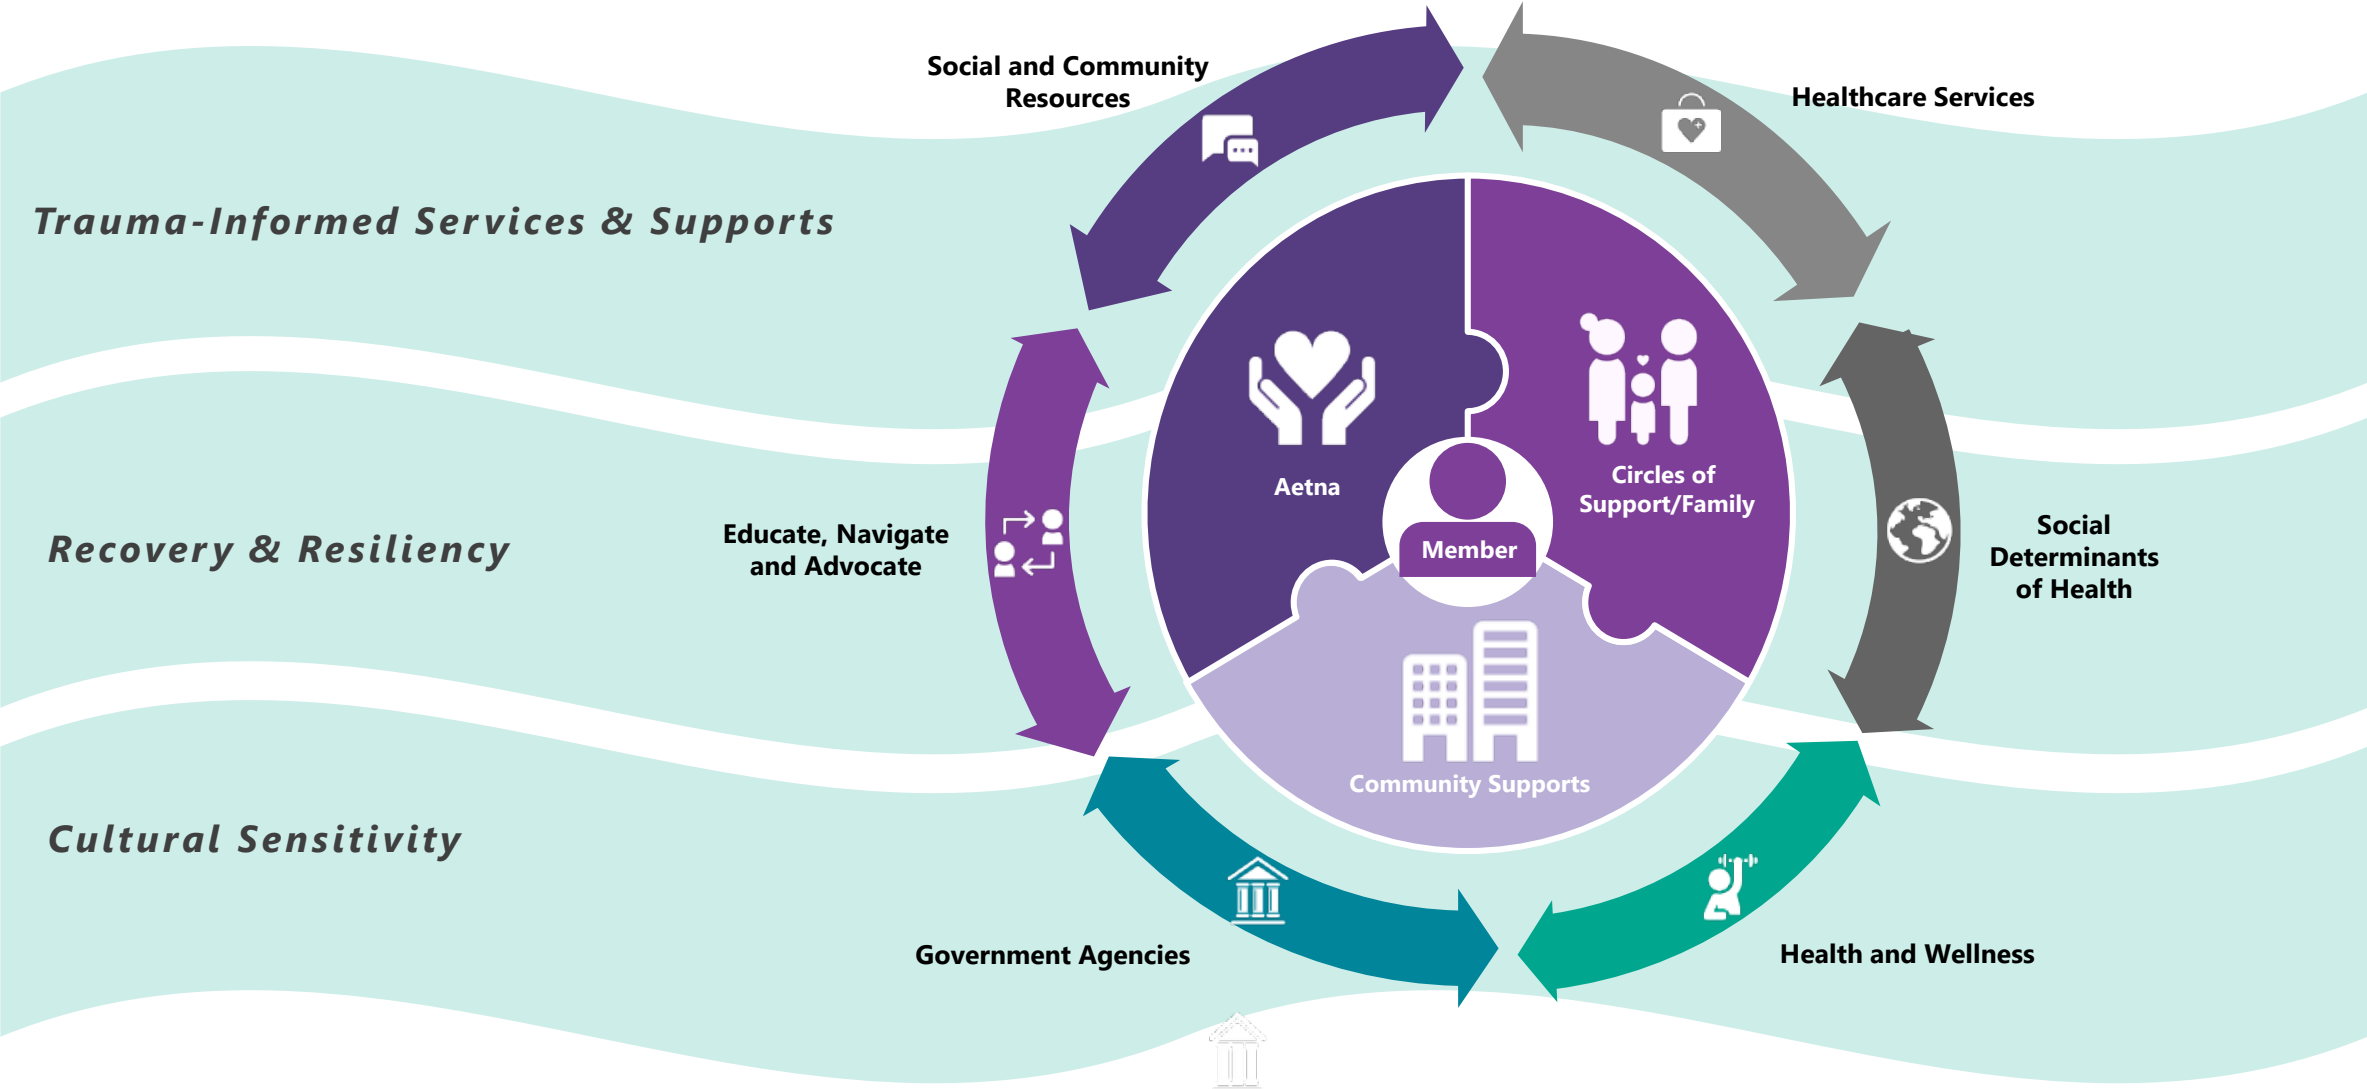 Social and Community
Resources
Healthcare Services
Trauma-Informed Services & Supports
Aetna
Circles of
Support/Family
Member
Recovery & Resiliency
Educate, Navigate
and Advocate
Social
Determinants
of Health
Community Supports
Cultural Sensitivity
Government Agencies
Health and Wellness